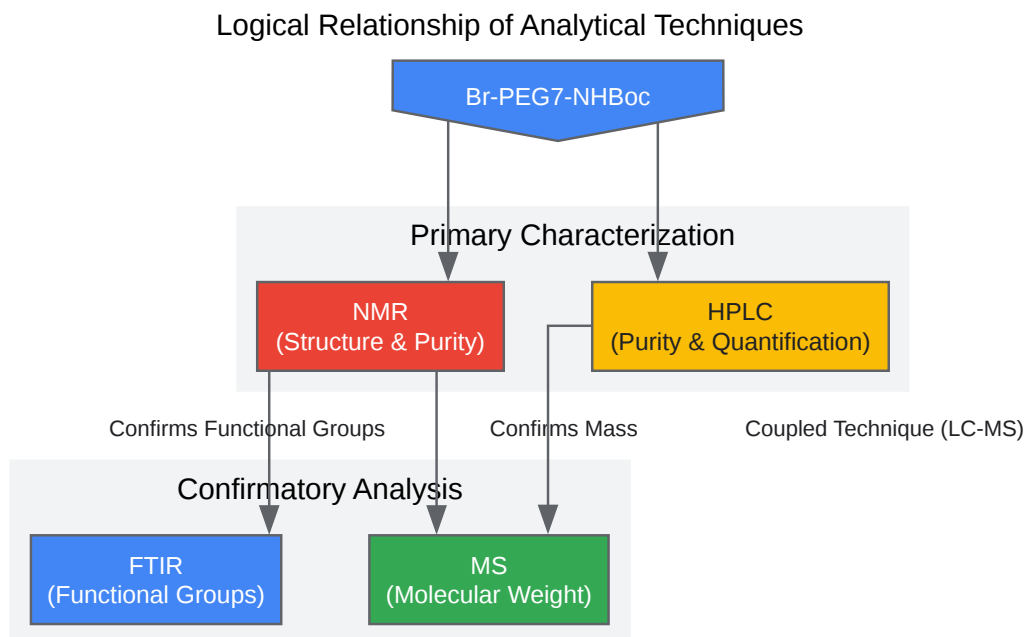 Logical Relationship of Analytical Techniques
Br-PEG7-NHBoc
Primary Characterization
NMR
(Structure & Purity)
HPLC
(Purity & Quantification)
Confirms Functional Groups
Confirms Mass
Coupled Technique (LC-MS)
Confirmatory Analysis
FTIR
(Functional Groups)
MS
(Molecular Weight)